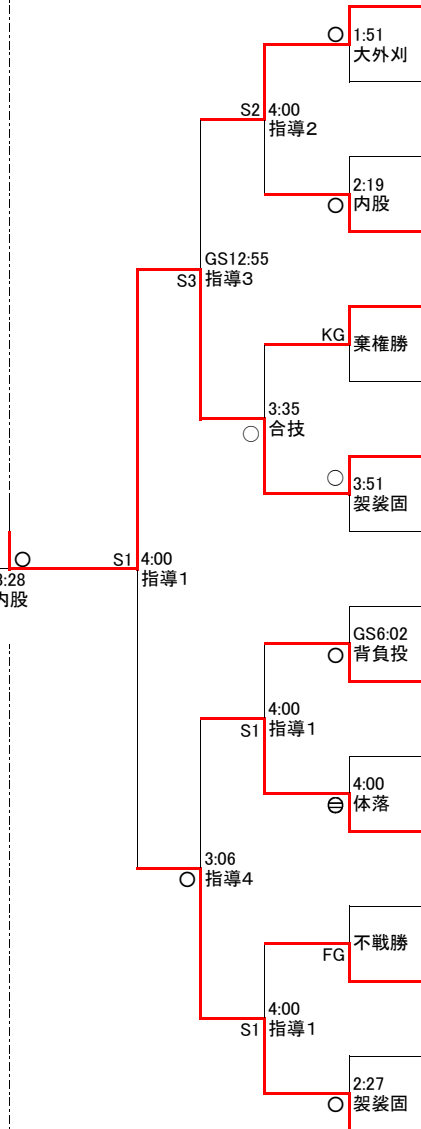 ○ 1:51
大外刈
S2 4:00
指導2
2:19
○ 内股
GS12:55
S3 指導3
KG 棄権勝
3:35
○ 合技
○ 3:51
袈裟固
○ S1 4:00
指導1
3:28
内股
GS6:02
○ 背負投
4:00
S1 指導1
4:00
体落
3:06
○ 指導4
不戦勝
FG
4:00
S1 指導1
2:27
○ 袈裟固